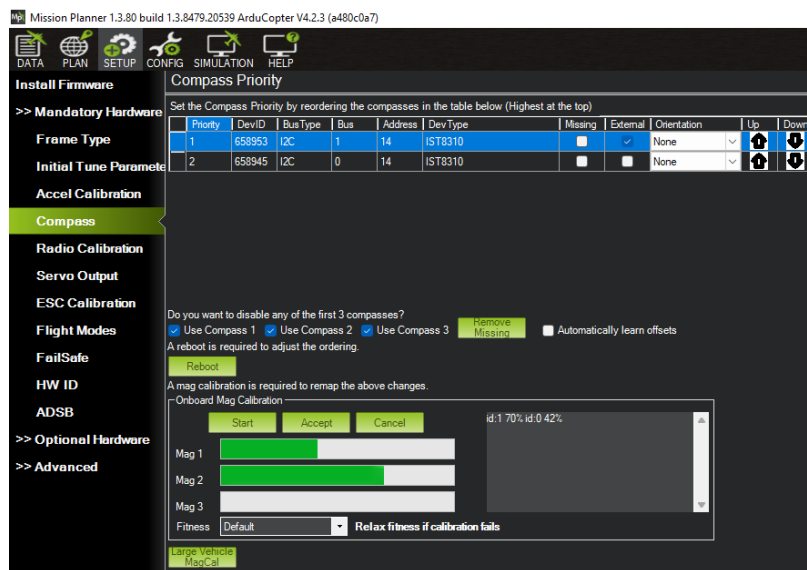 Mission Planner 1.3.80 build 1.3.8479.20539 ArduCopter V4.2.3 (a480c0a7)
DATA PLAN SETUP CONFIG SIMULATION HELP
Install Firmware
>> Mandatory Hardware
Frame Type
Initial Tune Paramete
Accel Calibration
Compass
Radio Calibration
Servo Output
ESC Calibration
Flight Modes
FailSafe
HW ID
ADSB
>> Optional Hardware
>> Advanced
Compass Priority
Set the Compass Priority by reordering the compasses in the table below (Highest at the top)
Priority DevID BusType Bus Address DevType Missing External Orientation Up Down
1 658953 I2C 1 14 IST8310 None
2 658945 I2C 0 14 IST8310 None
Do you want to disable any of the first 3 compasses?
Use Compass 1 Use Compass 2 Use Compass 3 Remove Missing Automatically learn offsets
A reboot is required to adjust the ordering.
Reboot
A mag calibration is required to remap the above changes.
Onboard Mag Calibration
Start Accept Cancel
id:1 70% id:0 42%
Mag 1
Mag 2
Mag 3
Fitness Default Relax fitness if calibration fails
Large Vehicle
MagCal